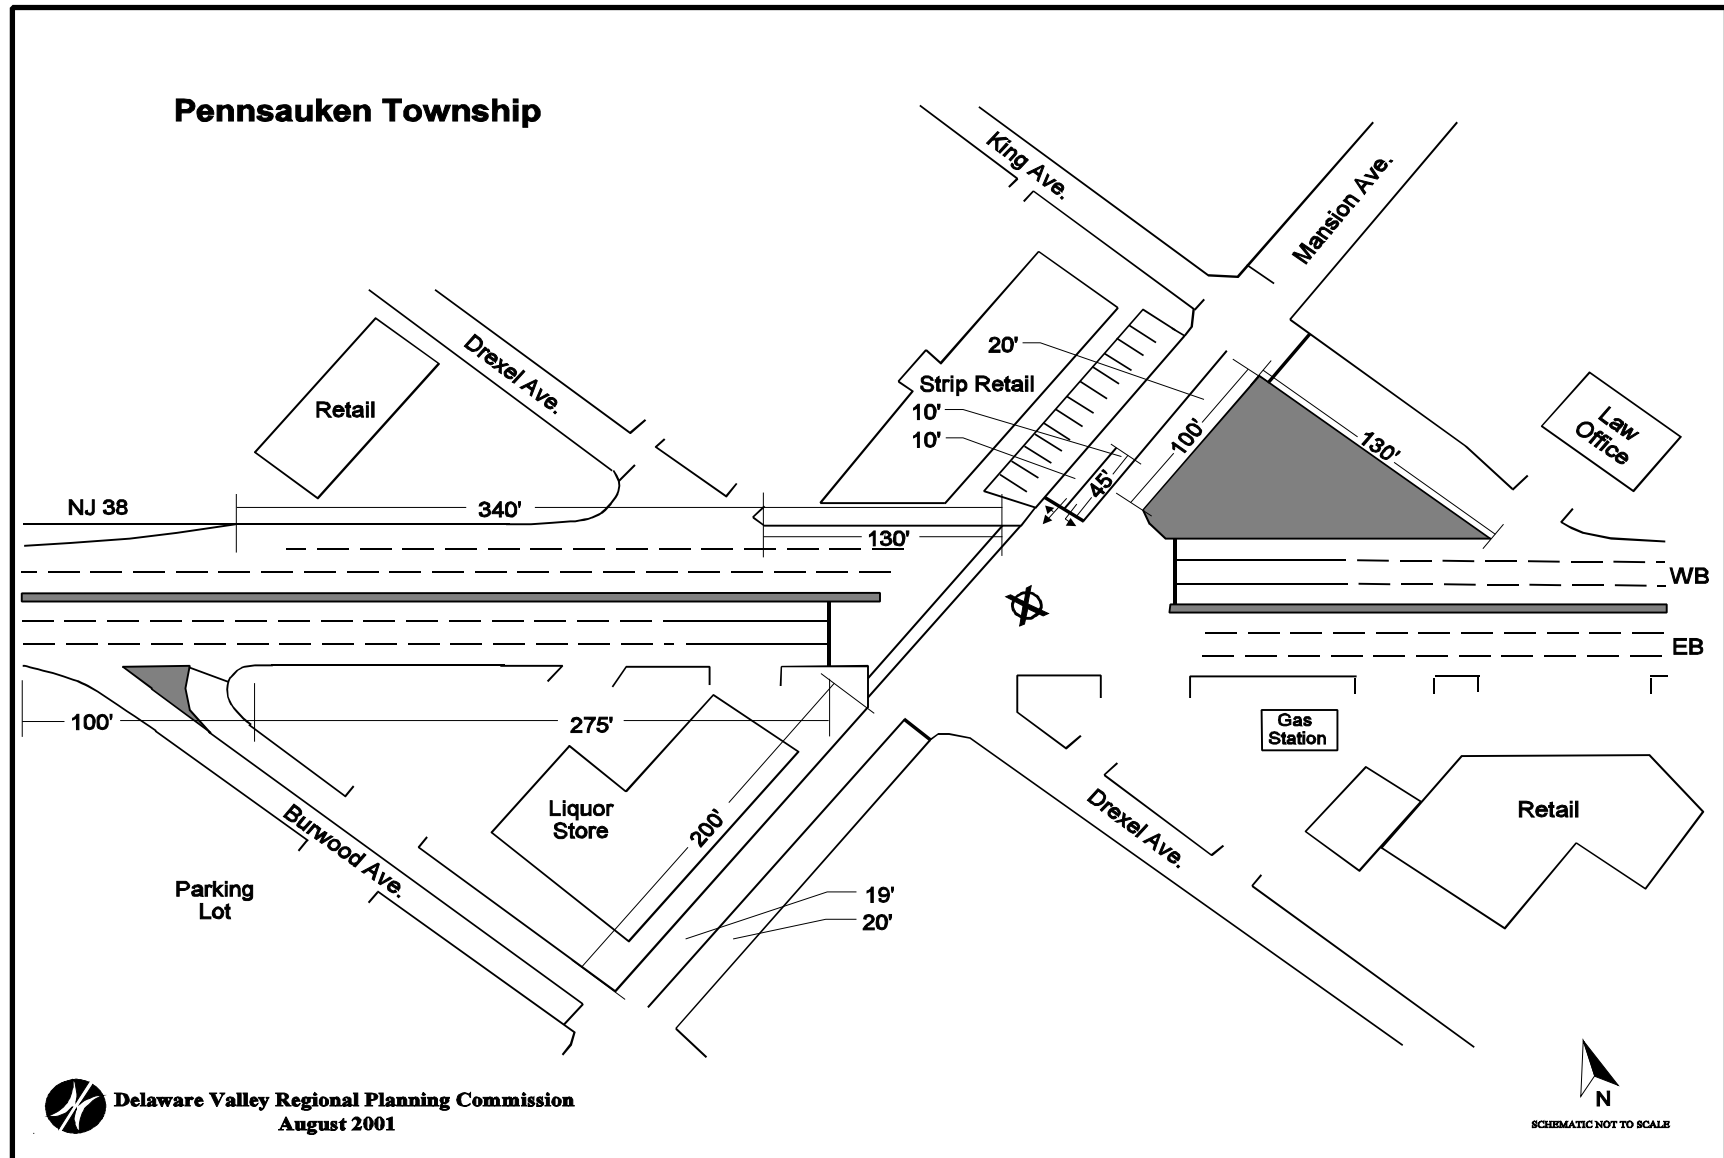 Pennsauken Township
King Ave.
Mansion Ave.
Drexel Ave.
Retail
20'
Strip Retail
10'
10'
45'
100'
130'
Law
Office
NJ 38
340'
130'
WB
EB
100'
275'
Gas
Station
Liquor
Store
200'
Drexel Ave.
Retail
Burwood Ave.
Parking
Lot
19'
20'
Delaware Valley Regional Planning Commission
August 2001
N
SCHEMATIC NOT TO SCALE